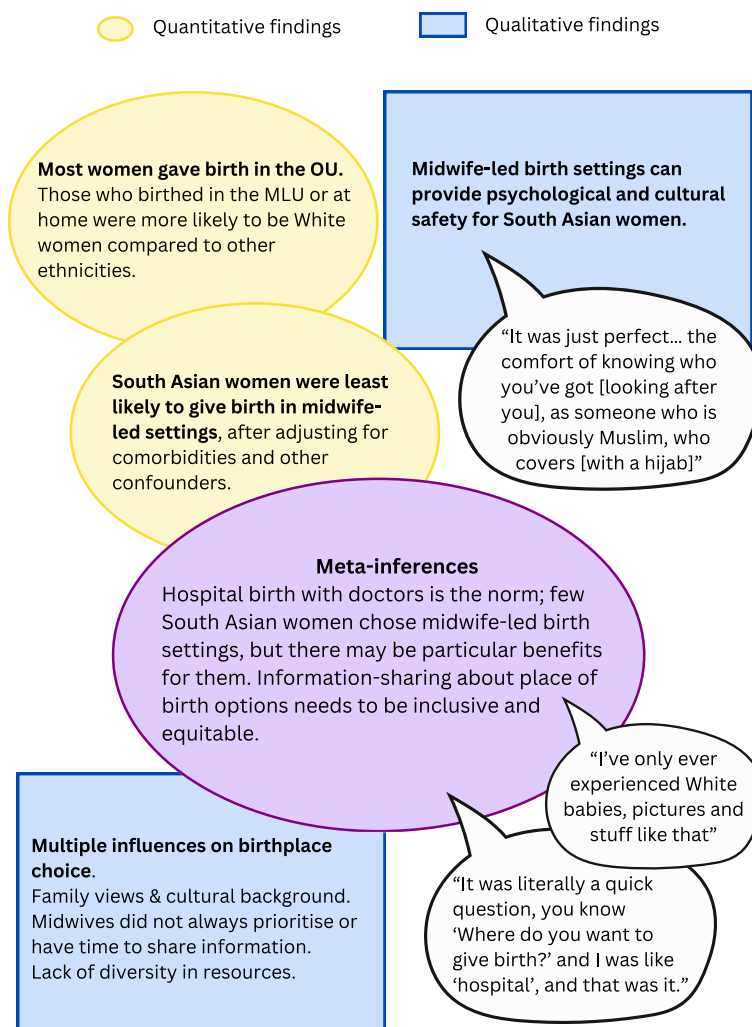 Quantitative findings
Qualitative findings
Most women gave birth in the OU.
Those who birthed in the MLU or at
home were more likely to be White
women compared to other
ethnicities.
Midwife-led birth settings can
provide psychological and cultural
safety for South Asian women.
“It was just perfect... the
comfort of knowing who
you’ve got [looking after
you], as someone who is
obviously Muslim, who
covers [with a hijab]”
South Asian women were least
likely to give birth in midwife-
led settings, after adjusting for
comorbidities and other
confounders.
Meta-inferences
Hospital birth with doctors is the norm; few
South Asian women chose midwife-led birth
settings, but there may be particular benefits
for them. Information-sharing about place of
birth options needs to be inclusive and
equitable.
“I’ve only ever
experienced White
babies, pictures and
stuff like that”
Multiple influences on birthplace
choice.
Family views & cultural background.
Midwives did not always prioritise or
have time to share information.
Lack of diversity in resources.
“It was literally a quick
question, you know
‘Where do you want to
give birth?’ and I was like
‘hospital’, and that was it.”